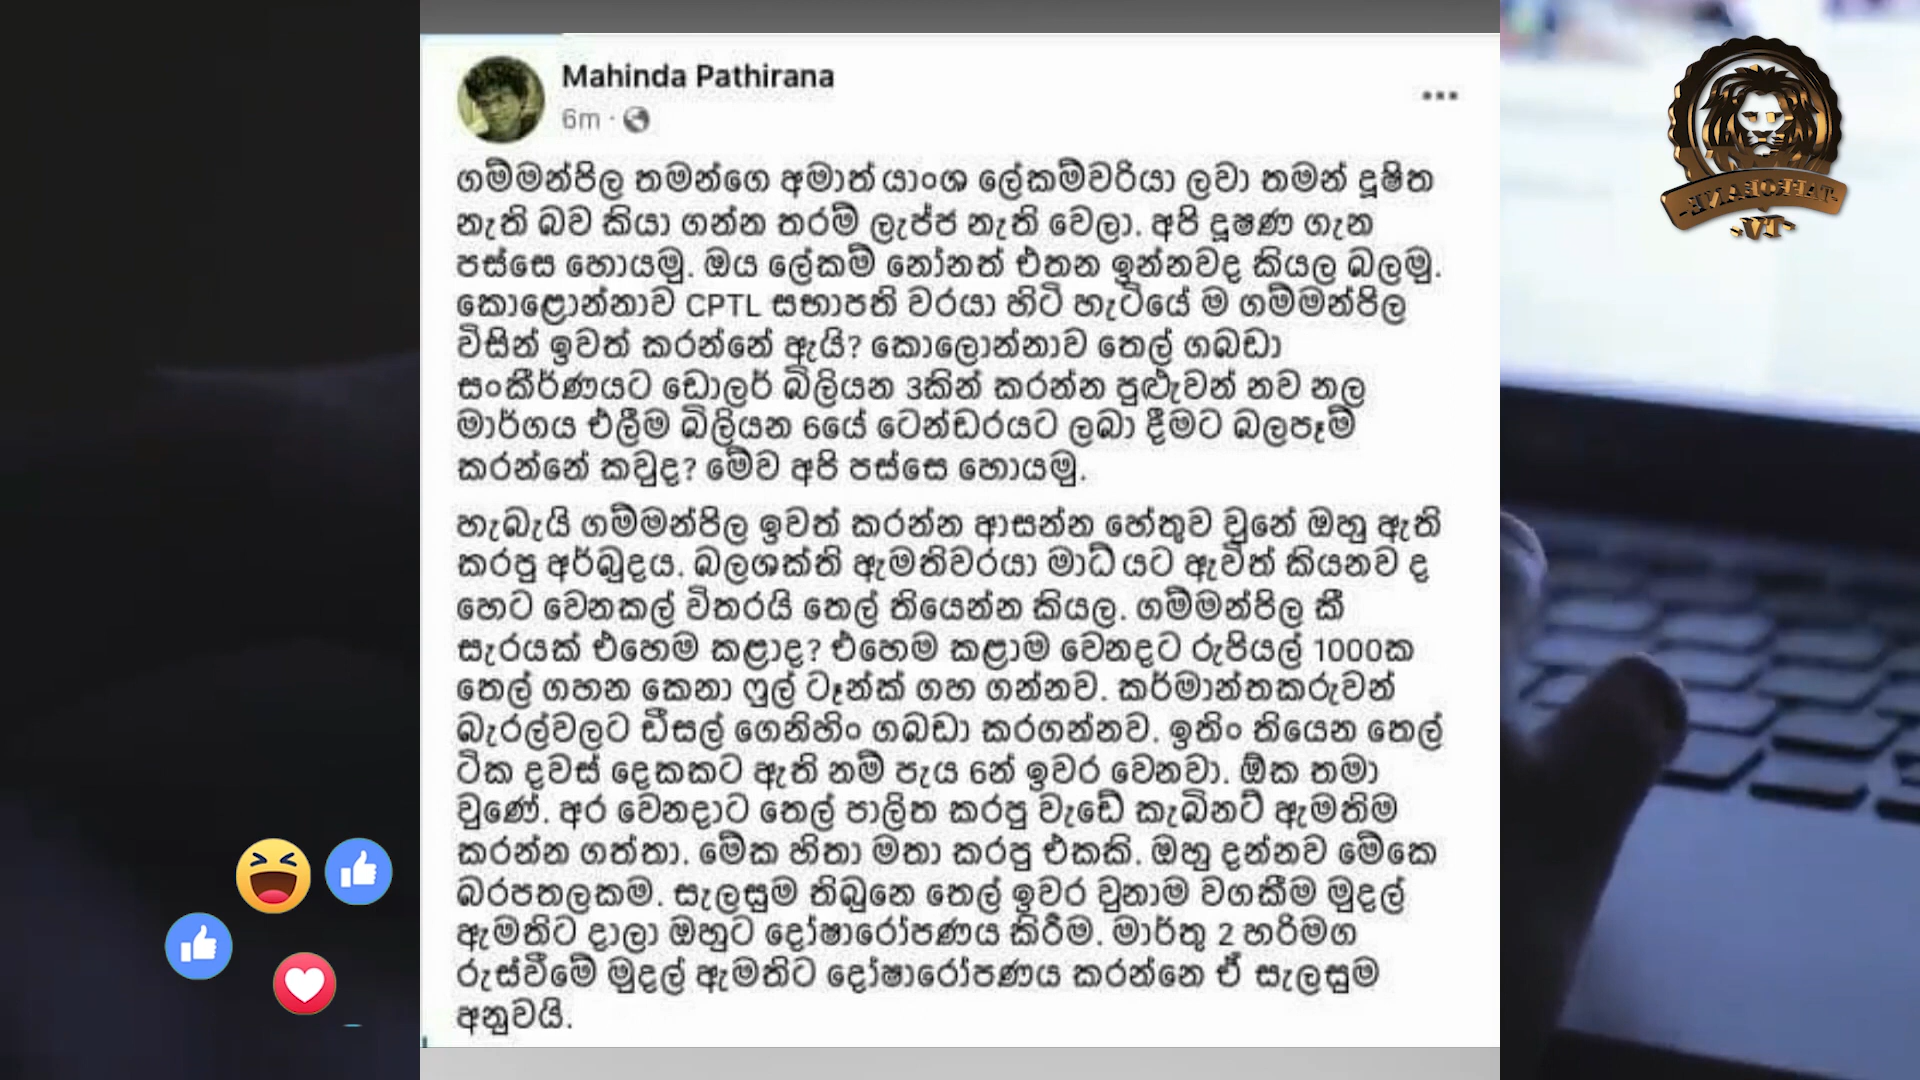 Mahinda Pathirana
6m
ගම්මන්පිල තමන්ගෙ අමාත්‍යාංශ ලේකම්වරියා ලවා තමන් දූෂිත
නැති බව කියා ගන්න තරම් ලැජ්ජ නැති වෙලා. අපි දූෂණ ගැන
පස්සෙ හොයමු. ඔය ලේකම් නෝනත් එතන ඉන්නවද කියල බලමු.
කොළොන්නාව CPTL සභාපති වරයා හිටි හැටියේ ම ගම්මන්පිල
විසින් ඉවත් කරන්නේ ඇයි? කොලොන්නාව තෙල් ගබඩා
සංකීර්ණයට ඩොලර් බිලියන 3කින් කරන්න පුළුැවන් නව නල
මාර්ගය එලීම බිලියන 6යේ ටෙන්ඩරයට ලබා දීමට බලපෑම්
කරන්නේ කවුද? මේව අපි පස්සෙ හොයමු.
හැබැයි ගම්මන්පිල ඉවත් කරන්න ආසන්න හේතුව වුනේ ඔහු ඇති
කරපු අර්බුදය. බලශක්ති ඇමතිවරයා මාධ්‍යට ඇවිත් කියනව ද
හෙට වෙනකල් විතරයි තෙල් තියෙන්න කියල. ගම්මන්පිල කී
සැරයක් එහෙම කළාද? එහෙම කළාම වෙනදට රුපියල් 1000ක
තෙල් ගහන කෙනා ෆුල් ටෑන්ක් ගහ ගන්නව. කර්මාන්තකරුවන්
බැරල්වලට ඩීසල් ගෙනිහිං ගබඩා කරගන්නව. ඉතිං තියෙන තෙල්
ටික දවස් දෙකකට ඇති නම් පැය 6න් ඉවර වෙනවා. ඕක තමා
වුණේ. අර වෙනදාට තෙල් පාලිත කරපු වැඩේ කැබිනට් ඇමතිම
කරන්න ගත්තා. මේක හිතා මතා කරපු එකකි. ඔහු දන්නව මේකෙ
බරපතලකම. සැලසුම තිබුනෙ තෙල් ඉවර වුනාම වගකීම මුදල්
ඇමතිට දාලා ඔහුට දෝෂාරෝපණය කිරීම. මාර්තු 2 හරිමග
රුස්වීමේ මුදල් ඇමතිට දෝෂාරෝපණය කරන්නෙ ඒ සැලසුම
අනුවයි.
-TAPROBANE-
-TV-